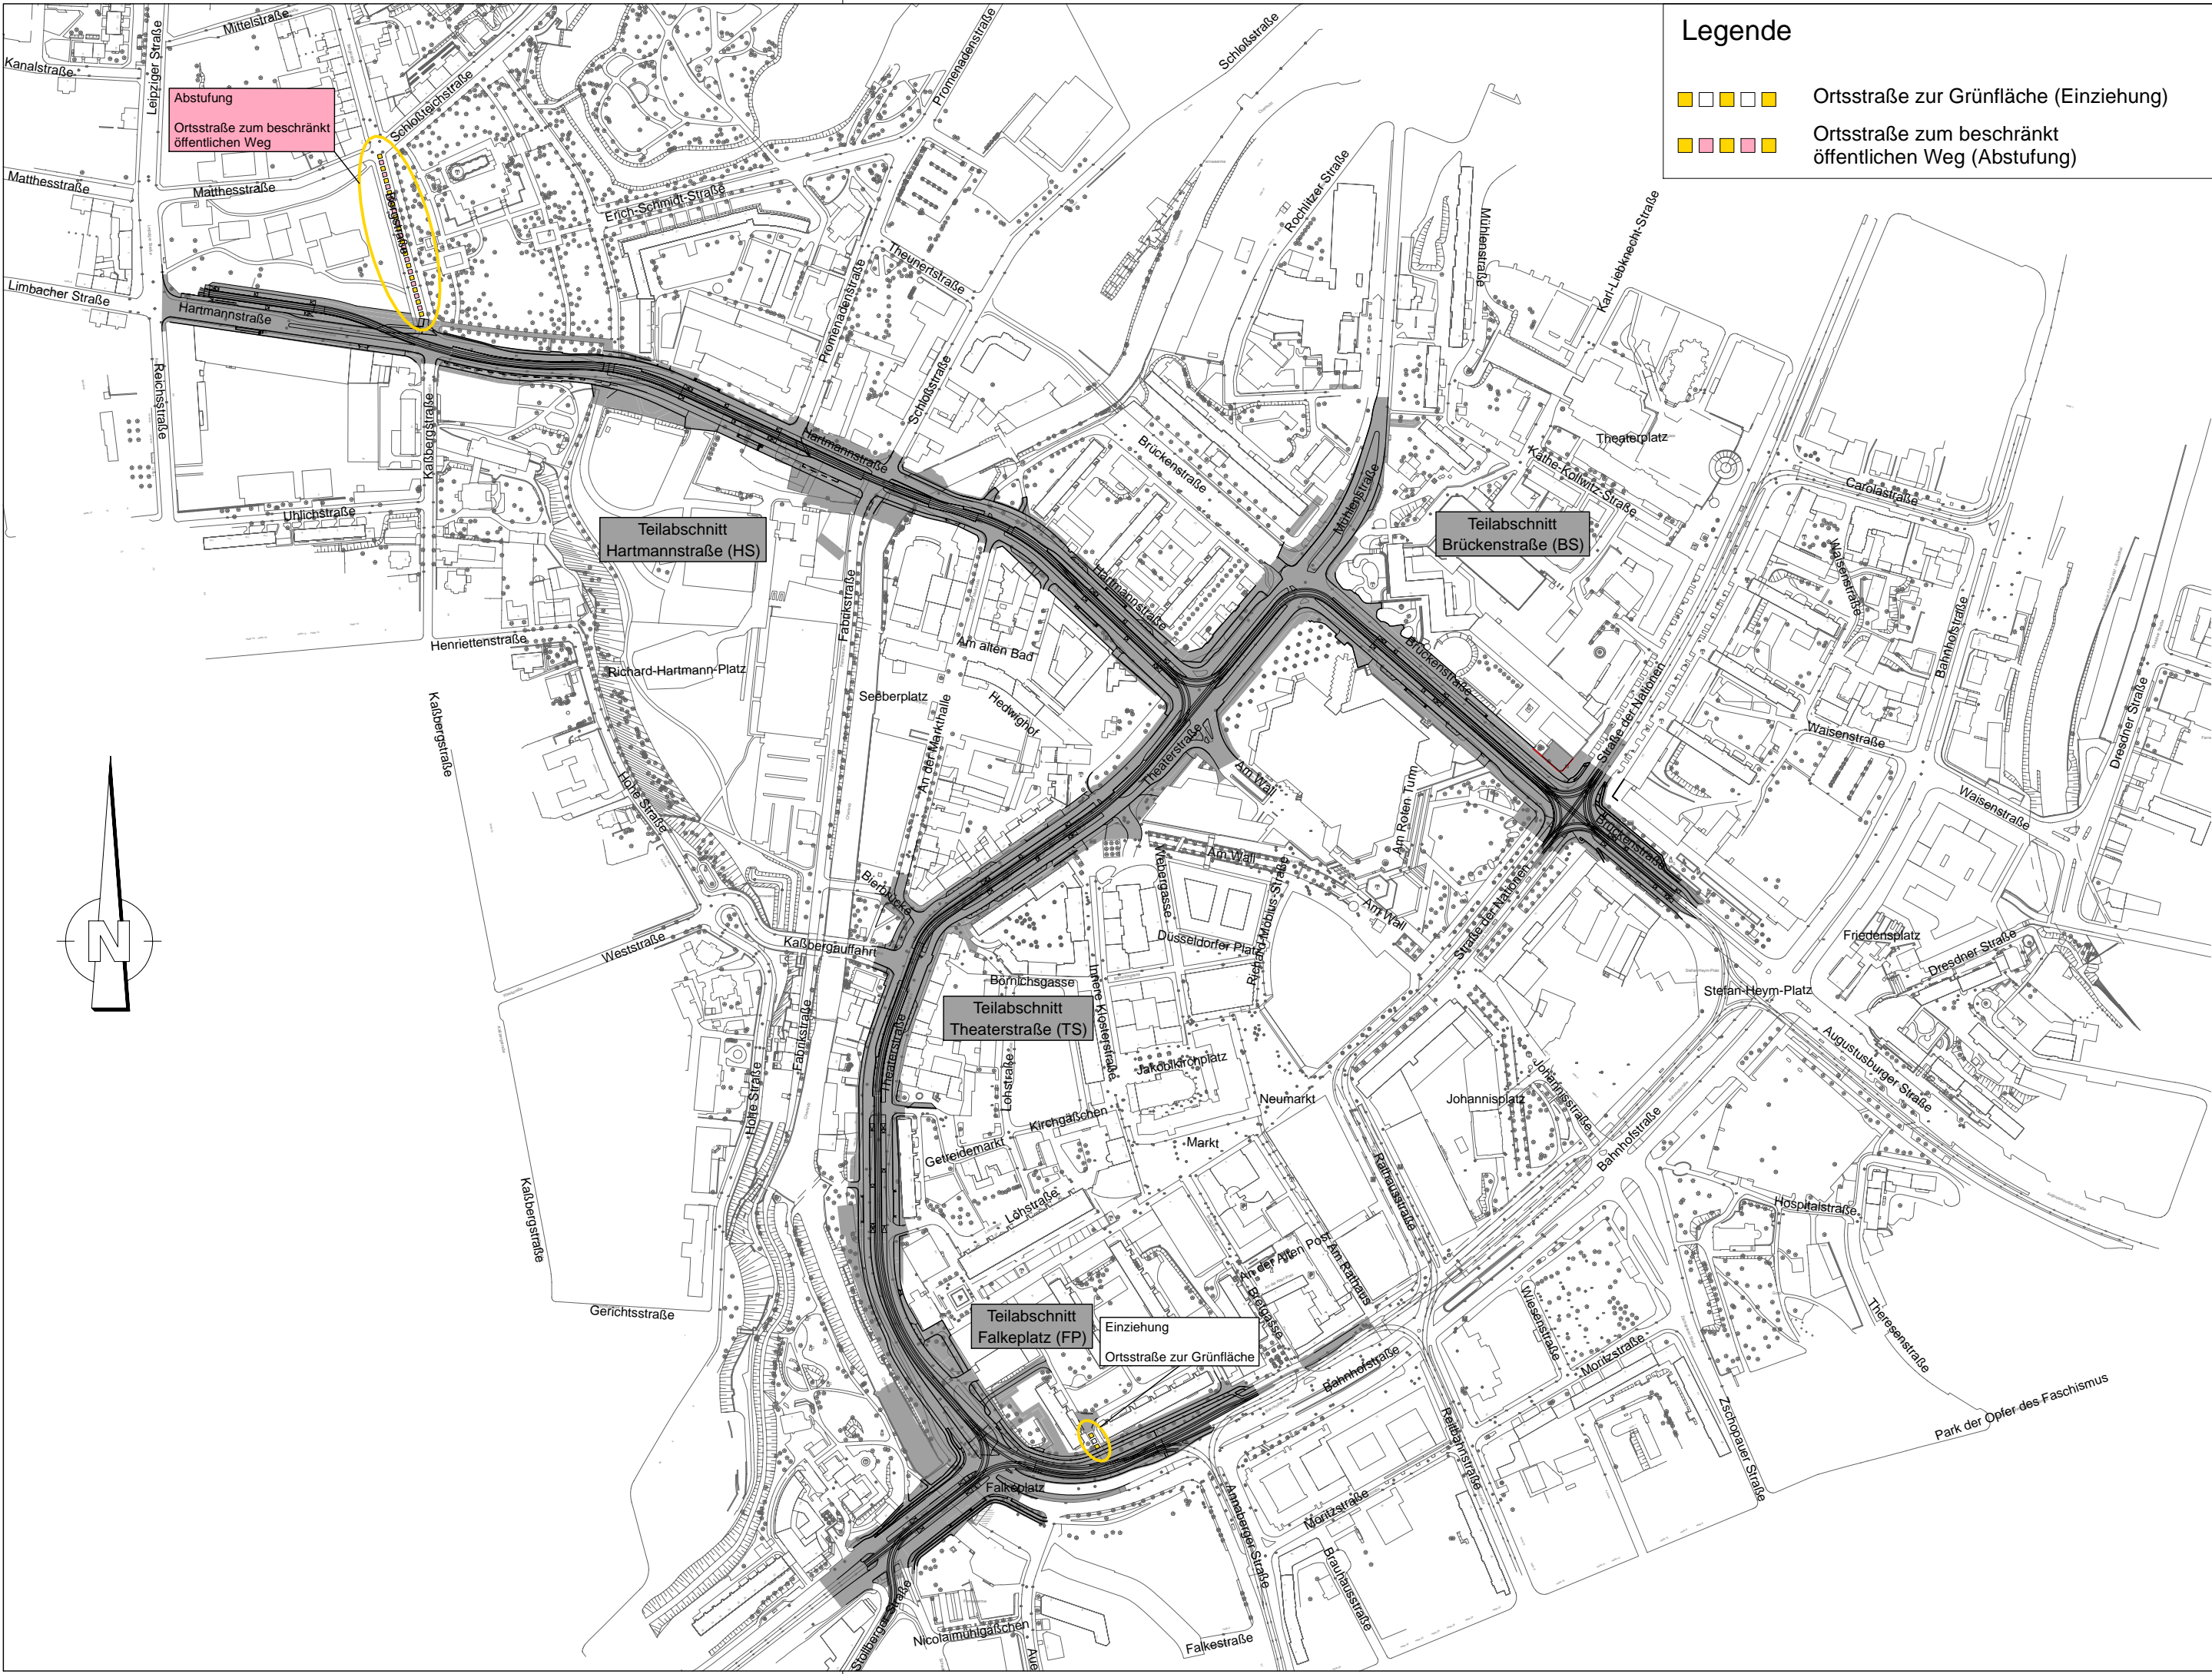 Legende
Ortsstraße zur Grünfläche (Einziehung)
Ortsstraße zum beschränkt
öffentlichen Weg (Abstufung)
Mittelstraße
Kanalstraße
Leipziger Straße
Abstufung
Ortsstraße zum beschränkt
öffentlichen Weg
Schloßteichstraße
Promenadenstraße
Schloßstraße
Matthesstraße
Matthesstraße
Bergstraße
Erich-Schmidt-Straße
Rochlitzer Straße
Mühlenstraße
Karl-Liebknecht-Straße
Theunertstraße
Limbacher Straße
Hartmannstraße
Promenadenstraße
Schloßstraße
Reichsstraße
Kaßbergstraße
Hartmannstraße
Brückenstraße
Mühlenstraße
Theaterplatz
Käthe-Kollwitz-Straße
Carolastraße
Uhlichstraße
Teilabschnitt
Hartmannstraße (HS)
Teilabschnitt
Brückenstraße (BS)
Waisenstraße
Hartmannstraße
Fabrikstraße
Henriettenstraße
Am alten Bad
Richard-Hartmann-Platz
Brückenstraße
Bahnhofstraße
Seeberplatz
Hedwighof
Straße der Nationen
Kaßbergstraße
An der Markthalle
Theaterstraße
Waisenstraße
Dresdner Straße
Hohe Straße
Am Wall
Am Roten Turm
Waisenstraße
Brückenstraße
Am Wall
Webergasse
Bierbrücke
Richard-Möbius-Straße
Am Wall
Straße der Nationen
Düsseldorfer Platz
Weststraße
Kaßbergauffahrt
Friedensplatz
Dresdner Straße
Börnichsgasse
Innere Klosterstraße
Stefan-Heym-Platz
Teilabschnitt
Theaterstraße (TS)
Fabrikstraße
Theaterstraße
Augustusburger Straße
Jakobikirchplatz
Lohstraße
Hohe Straße
Neumarkt
Johannisplatz
Johannisstraße
Kirchgäßchen
Getreidemarkt
Markt
Bahnhofstraße
Rathausstraße
Kaßbergstraße
Lohstraße
Hospitalstraße
An der Alten Post
Am Rathaus
Gerichtsstraße
Bretgasse
Teilabschnitt
Falkeplatz (FP)
Einziehung
Ortsstraße zur Grünfläche
Wiesenstraße
Theresenstraße
Moritzstraße
Bahnhofstraße
Park der Opfer des Faschismus
Reitbahnstraße
Zschopauer Straße
Falkeplatz
Annaberger Straße
Moritzstraße
Brauhausstraße
Stollberger Straße
Nicolaimühlgäßchen
Falkestraße
Aue
N